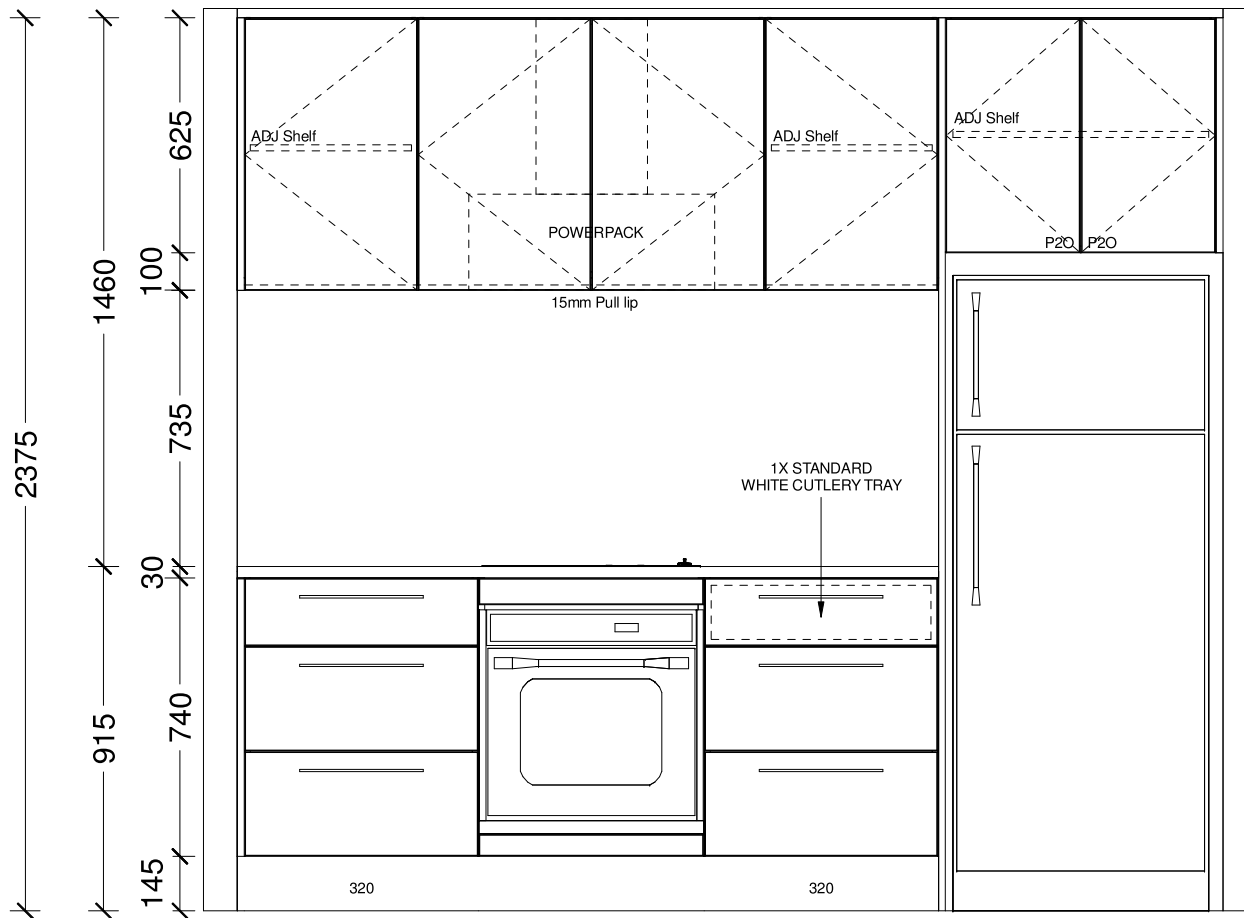 ADJ Shelf
ADJ Shelf
ADJ Shelf
POWERPACK
P2O
P2O
15mm Pull lip
1X STANDARD
WHITE CUTLERY TRAY
320
320
2375
1460
915
625
100
735
30
740
145